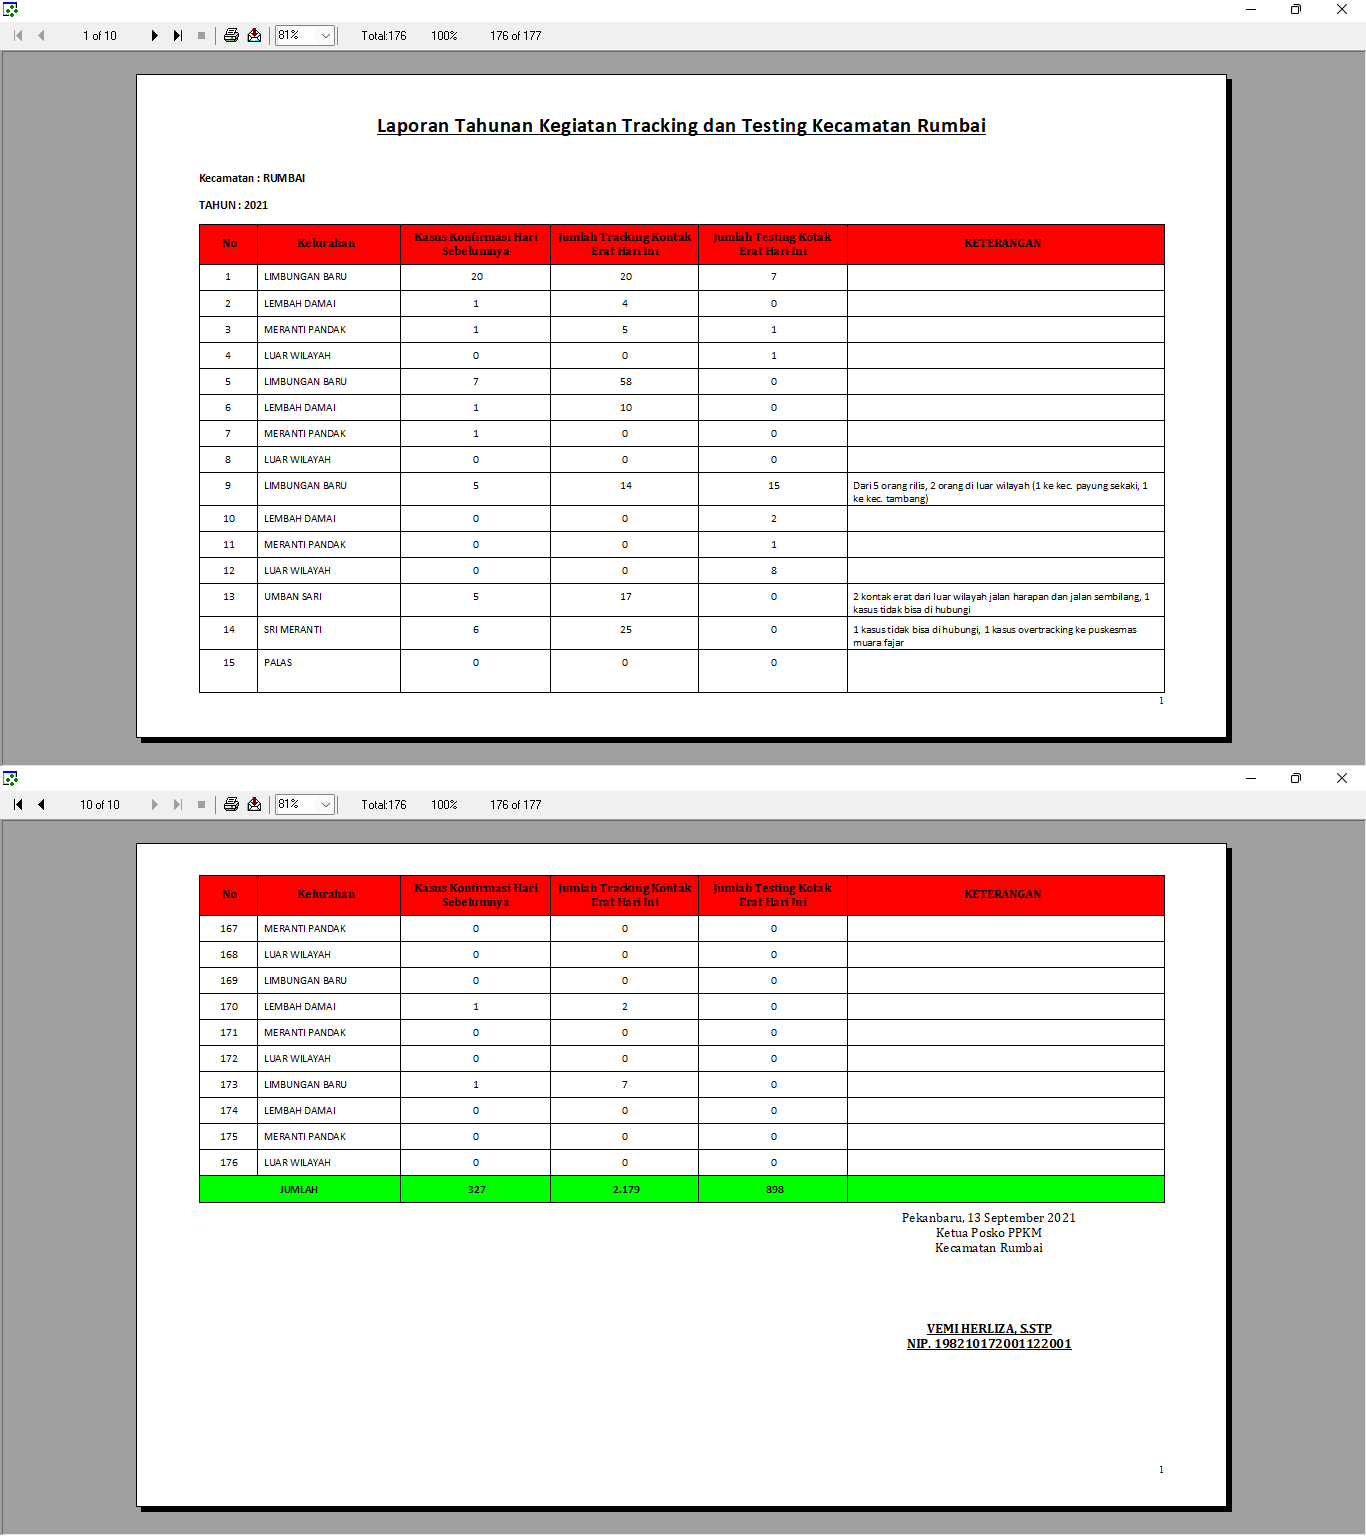 1 of 10 81% Total:176 100% 176 of 177
Laporan Tahunan Kegiatan Tracking dan Testing Kecamatan Rumbai
Kecamatan : RUMBAI
TAHUN : 2021
No Kelurahan Kasus Konfirmasi Hari Sebelumnya Jumlah Tracking Kontak Erat Hari Ini Jumlah Testing Kotak Erat Hari Ini KETERANGAN
1 LIMBUNGAN BARU 20 20 7
2 LEMBAH DAMAI 1 4 0
3 MERANTI PANDAK 1 5 1
4 LUAR WILAYAH 0 0 1
5 LIMBUNGAN BARU 7 58 0
6 LEMBAH DAMAI 1 10 0
7 MERANTI PANDAK 1 0 0
8 LUAR WILAYAH 0 0 0
9 LIMBUNGAN BARU 5 14 15 Dari 5 orang rilis, 2 orang di luar wilayah (1 ke kec. payung sekaki, 1
ke kec. tambang)
10 LEMBAH DAMAI 0 0 2
11 MERANTI PANDAK 0 0 1
12 LUAR WILAYAH 0 0 8
13 UMBAN SARI 5 17 0 2 kontak erat dari luar wilayah jalan harapan dan jalan sembilang, 1
kasus tidak bisa di hubungi
14 SRI MERANTI 6 25 0 1 kasus tidak bisa di hubungi, 1 kasus overtracking ke puskesmas
muara fajar
15 PALAS 0 0 0
1
10 of 10 81% Total:176 100% 176 of 177
No Kelurahan Kasus Konfirmasi Hari Sebelumnya Jumlah Tracking Kontak Erat Hari Ini Jumlah Testing Kotak Erat Hari Ini KETERANGAN
167 MERANTI PANDAK 0 0 0
168 LUAR WILAYAH 0 0 0
169 LIMBUNGAN BARU 0 0 0
170 LEMBAH DAMAI 1 2 0
171 MERANTI PANDAK 0 0 0
172 LUAR WILAYAH 0 0 0
173 LIMBUNGAN BARU 1 7 0
174 LEMBAH DAMAI 0 0 0
175 MERANTI PANDAK 0 0 0
176 LUAR WILAYAH 0 0 0
JUMLAH 327 2.179 898
Pekanbaru, 13 September 2021
Ketua Posko PPKM
Kecamatan Rumbai
VEMI HERLIZA, S.STP
NIP. 198210172001122001
1